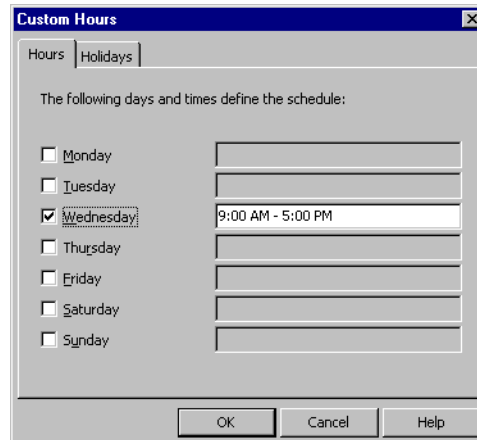 Custom Hours
Hours Holidays
The following days and times define the schedule:
Monday
Tuesday
Wednesday 9:00 AM - 5:00 PM
Thursday
Friday
Saturday
Sunday
OK Cancel Help